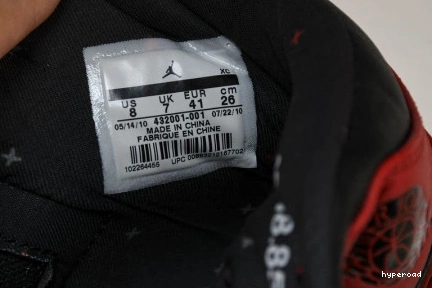 XC
US UK EUR cm
8 7 41 26
05/14/10 432001-001 07/22/10
MADE IN CHINA
FABRIQUE EN CHINE
102284455
hyperoad